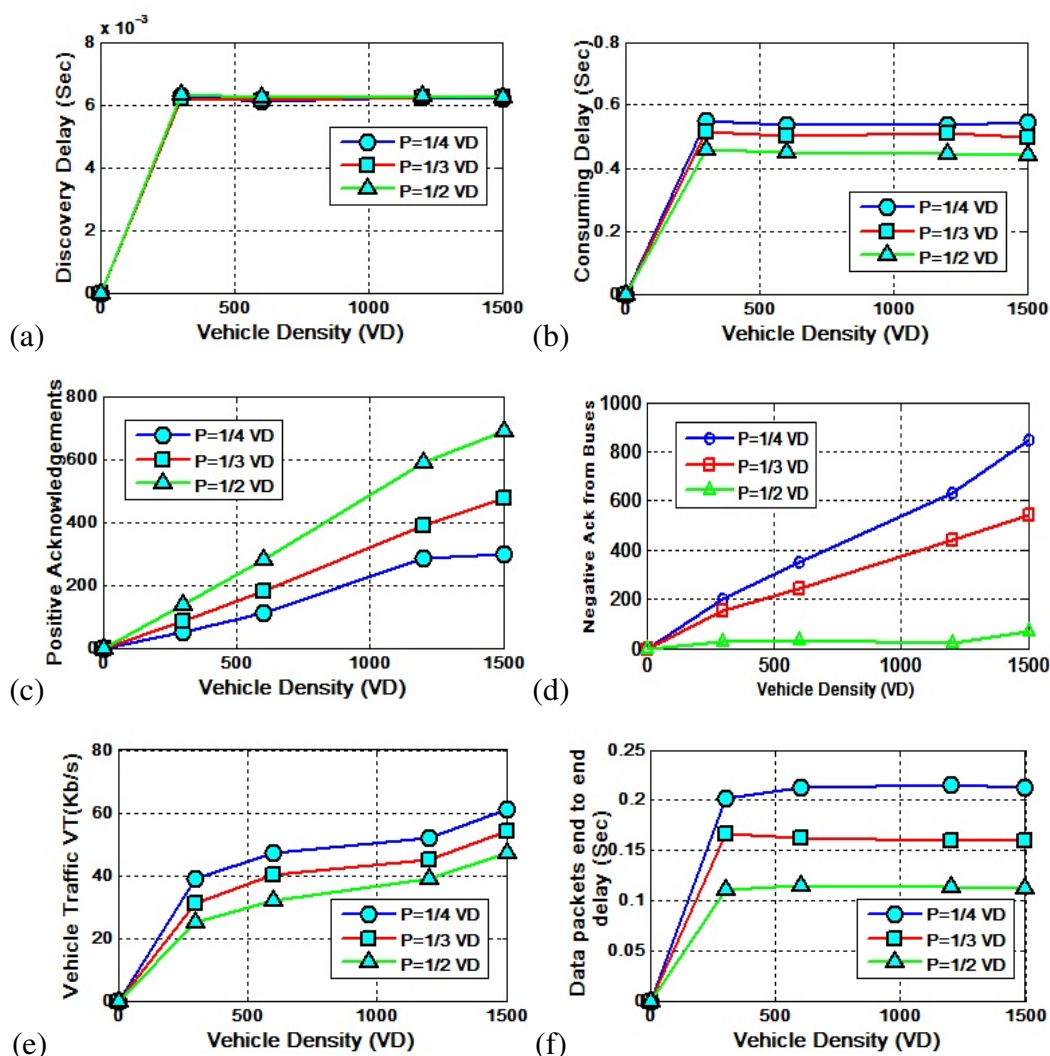 x 10⁻³
8
6
4
2
0
0 500 1000 1500
Discovery Delay (Sec)
Vehicle Density (VD)
P=1/4 VD
P=1/3 VD
P=1/2 VD
(a)
0.8
0.6
0.4
0.2
0
0 500 1000 1500
Consuming Delay (Sec)
Vehicle Density (VD)
P=1/4 VD
P=1/3 VD
P=1/2 VD
(b)
800
600
400
200
0
0 500 1000 1500
Positive Acknowledgements
Vehicle Density (VD)
P=1/4 VD
P=1/3 VD
P=1/2 VD
(c)
1000
800
600
400
200
0
0 500 1000 1500
Negative Ack from Buses
Vehicle Density (VD)
P=1/4 VD
P=1/3 VD
P=1/2 VD
(d)
80
60
40
20
0
0 500 1000 1500
Vehicle Traffic VT(Kb/s)
Vehicle Density (VD)
P=1/4 VD
P=1/3 VD
P=1/2 VD
(e)
0.25
0.2
0.15
0.1
0.05
0
0 500 1000 1500
Data packets end to end
delay (Sec)
Vehicle Density (VD)
P=1/4 VD
P=1/3 VD
P=1/2 VD
(f)